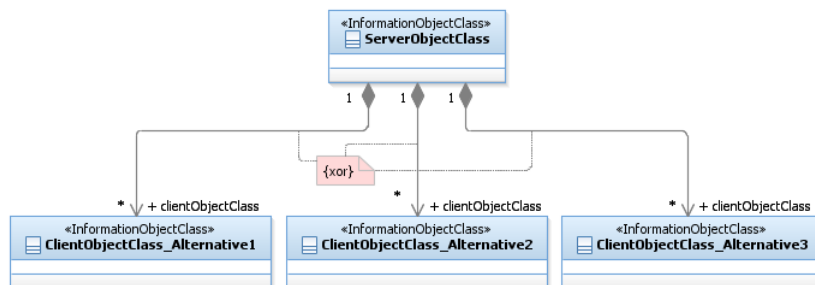 «InformationObjectClass»
ServerObjectClass
1
1
1
{xor}
* + clientObjectClass
* + clientObjectClass
* + clientObjectClass
«InformationObjectClass»
ClientObjectClass_Alternative1
«InformationObjectClass»
ClientObjectClass_Alternative2
«InformationObjectClass»
ClientObjectClass_Alternative3